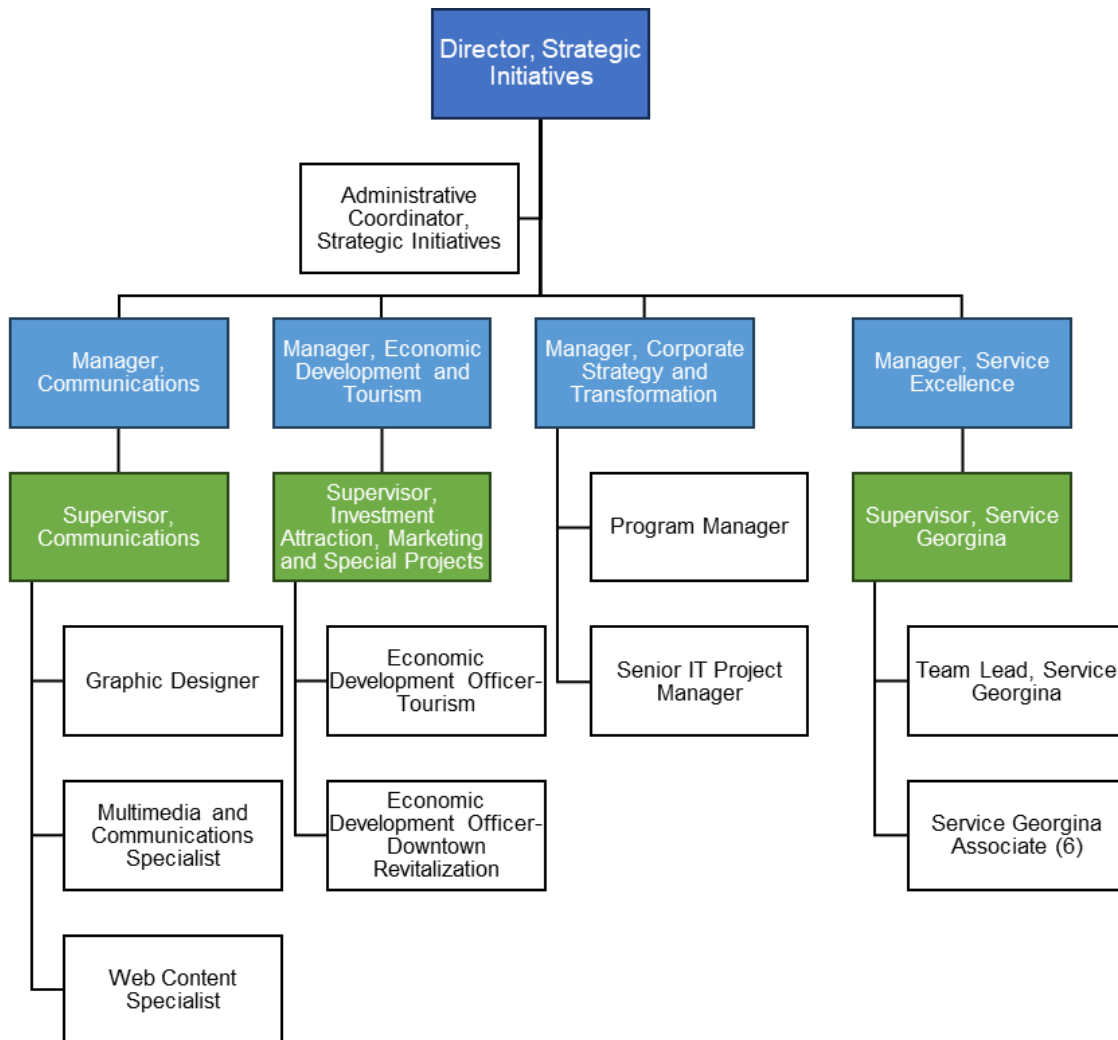 Director, Strategic
Initiatives
Administrative
Coordinator,
Strategic Initiatives
Manager,
Communications
Manager, Economic
Development and
Tourism
Manager, Corporate
Strategy and
Transformation
Manager, Service
Excellence
Supervisor,
Communications
Supervisor,
Investment
Attraction, Marketing
and Special Projects
Program Manager
Supervisor, Service
Georgina
Graphic Designer
Economic
Development Officer-
Tourism
Senior IT Project
Manager
Team Lead, Service
Georgina
Multimedia and
Communications
Specialist
Economic
Development Officer-
Downtown
Revitalization
Service Georgina
Associate (6)
Web Content
Specialist